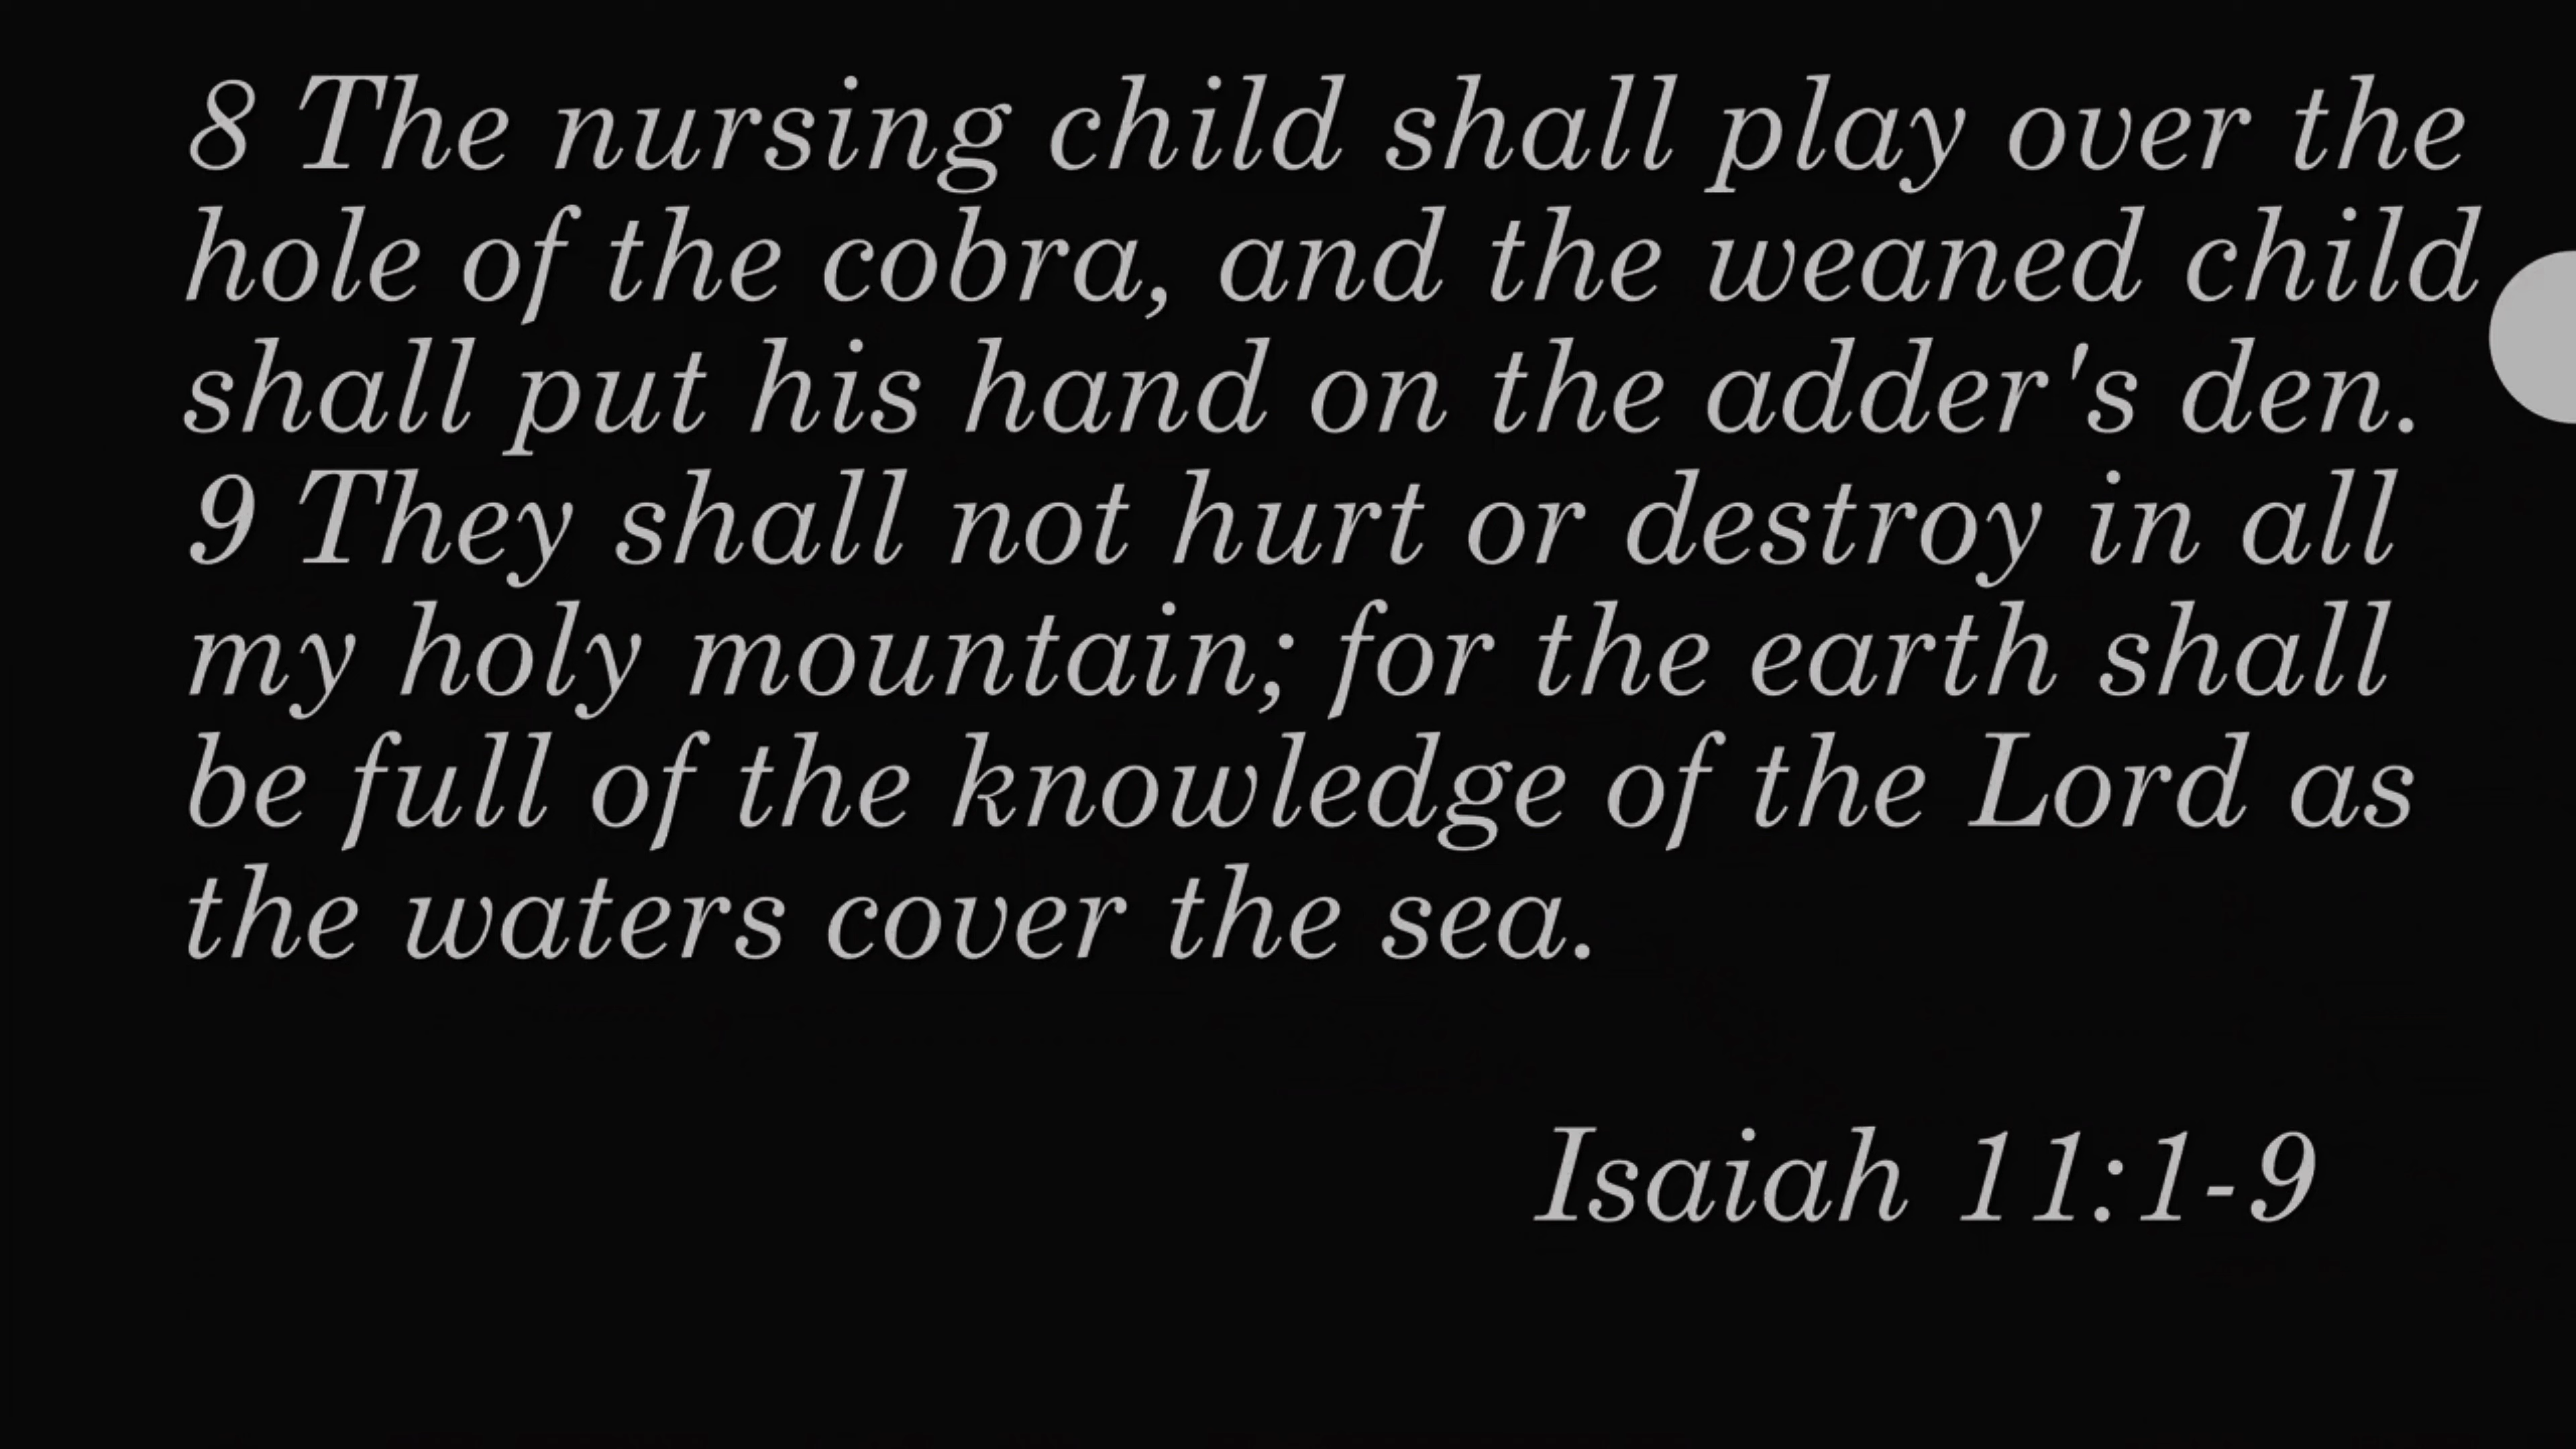 8 The nursing child shall play over the
hole of the cobra, and the weaned child
shall put his hand on the adder's den.
9 They shall not hurt or destroy in all
my holy mountain; for the earth shall
be full of the knowledge of the Lord as
the waters cover the sea.
Isaiah 11:1-9